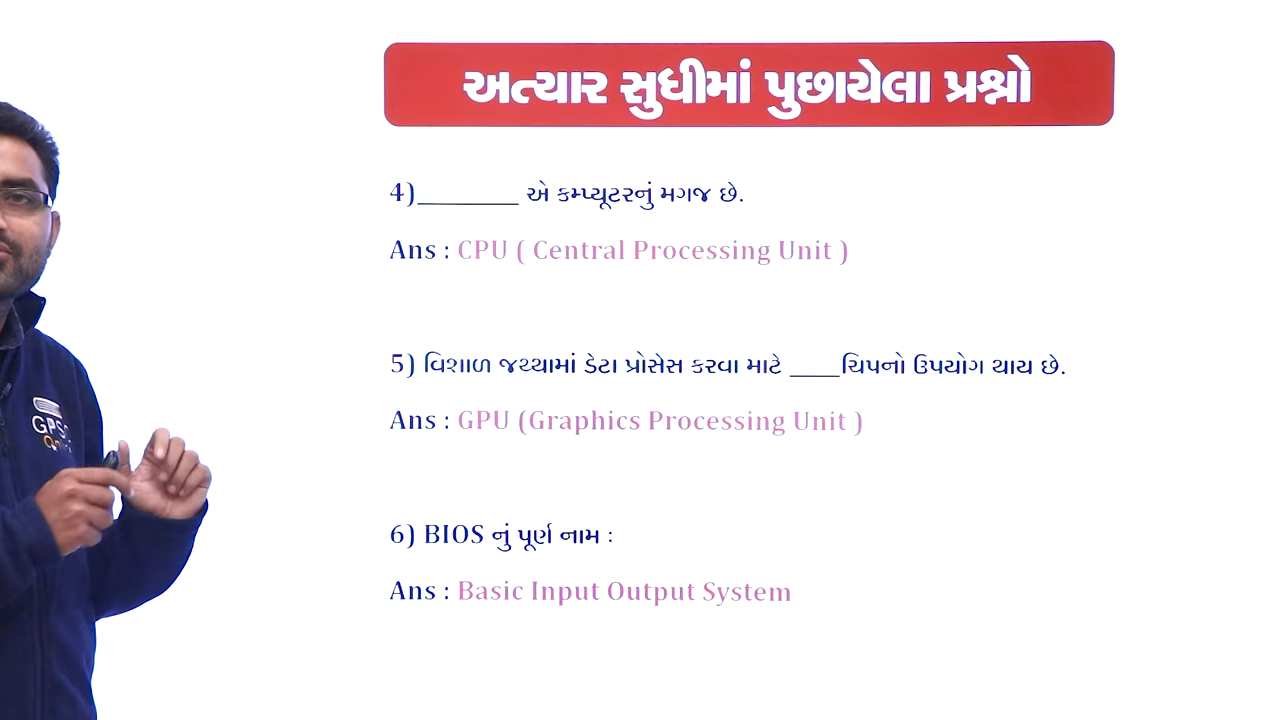 અત્યાર સુધીમાં પુછાયેલા પ્રશ્નો
4)________ એ કમ્પ્યૂટરનું મગજ છે.
Ans : CPU ( Central Processing Unit )
5) વિશાળ જથ્થામાં ડેટા પ્રોસેસ કરવા માટે ____ચિપનો ઉપયોગ થાય છે.
Ans : GPU (Graphics Processing Unit )
6) BIOS નું પૂર્ણ નામ :
Ans : Basic Input Output System